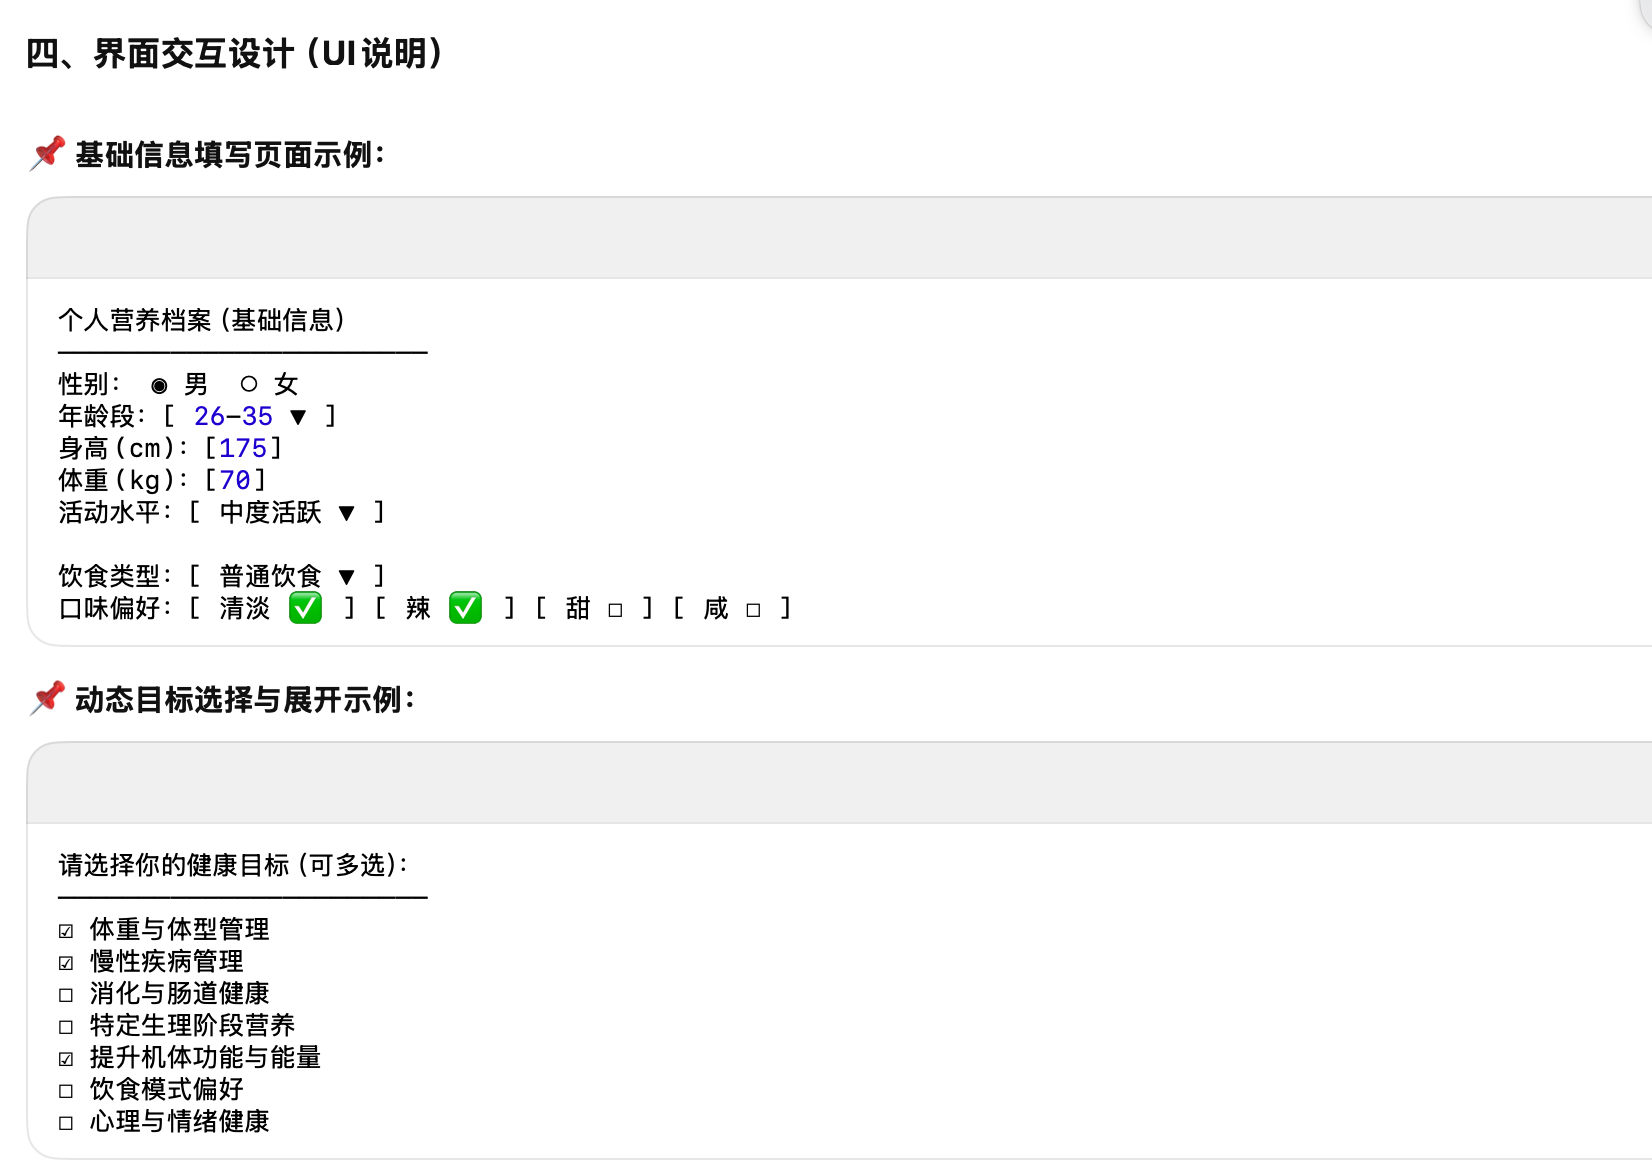 四、界面交互设计（UI说明）
📌 基础信息填写页面示例：
个人营养档案（基础信息）
───────────────────────
性别： ◉ 男  ○ 女
年龄段：[ 26–35 ▼ ]
身高(cm)：[175]
体重(kg)：[70]
活动水平：[ 中度活跃 ▼ ]
饮食类型：[ 普通饮食 ▼ ]
口味偏好：[ 清淡 ✅ ] [ 辣 ✅ ] [ 甜 □ ] [ 咸 □ ]
📌 动态目标选择与展开示例：
请选择你的健康目标（可多选）：
───────────────────────
☑ 体重与体型管理
☑ 慢性疾病管理
□ 消化与肠道健康
□ 特定生理阶段营养
☑ 提升机体功能与能量
□ 饮食模式偏好
□ 心理与情绪健康